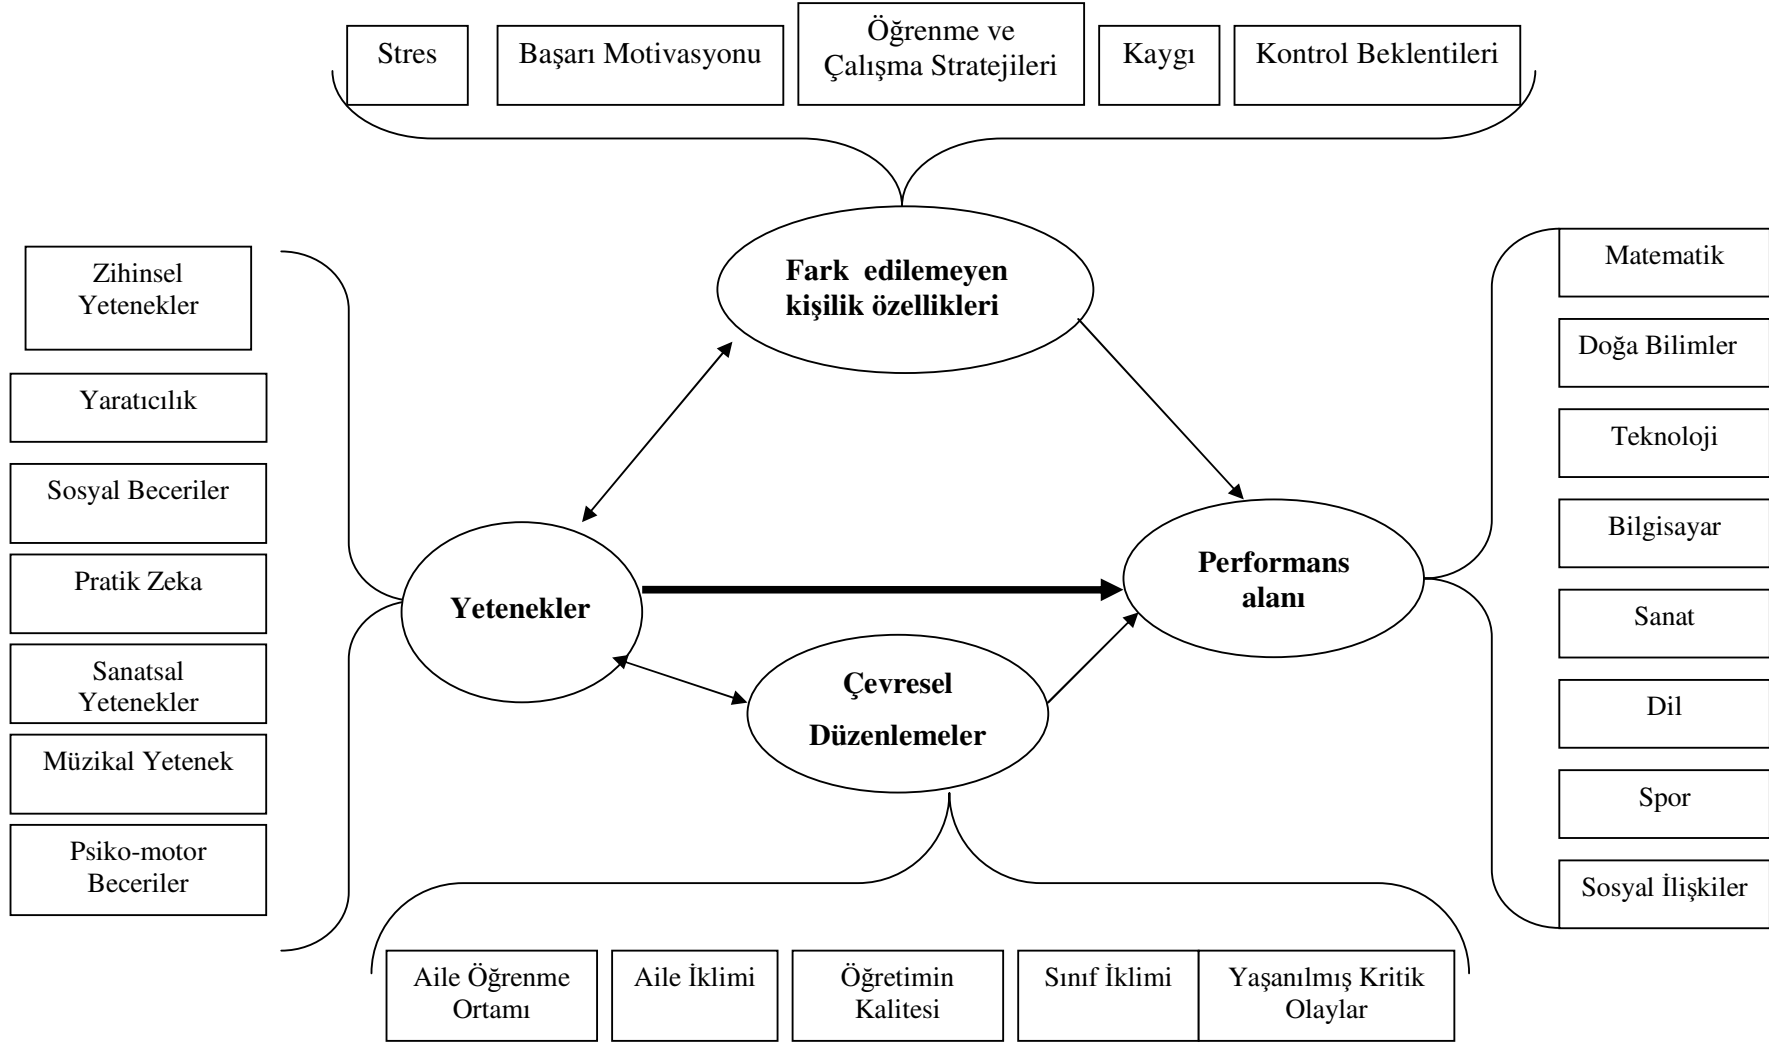 Stres
Başarı Motivasyonu
Öğrenme ve
Çalışma Stratejileri
Kaygı
Kontrol Beklentileri
Fark edilemeyen
kişilik özellikleri
Zihinsel
Yetenekler
Yaratıcılık
Sosyal Beceriler
Pratik Zeka
Sanatsal
Yetenekler
Müzikal Yetenek
Psiko-motor
Beceriler
Yetenekler
Çevresel
Düzenlemeler
Performans
alanı
Matematik
Doğa Bilimler
Teknoloji
Bilgisayar
Sanat
Dil
Spor
Sosyal İlişkiler
Aile Öğrenme
Ortamı
Aile İklimi
Öğretimin
Kalitesi
Sınıf İklimi
Yaşanılmış Kritik
Olaylar